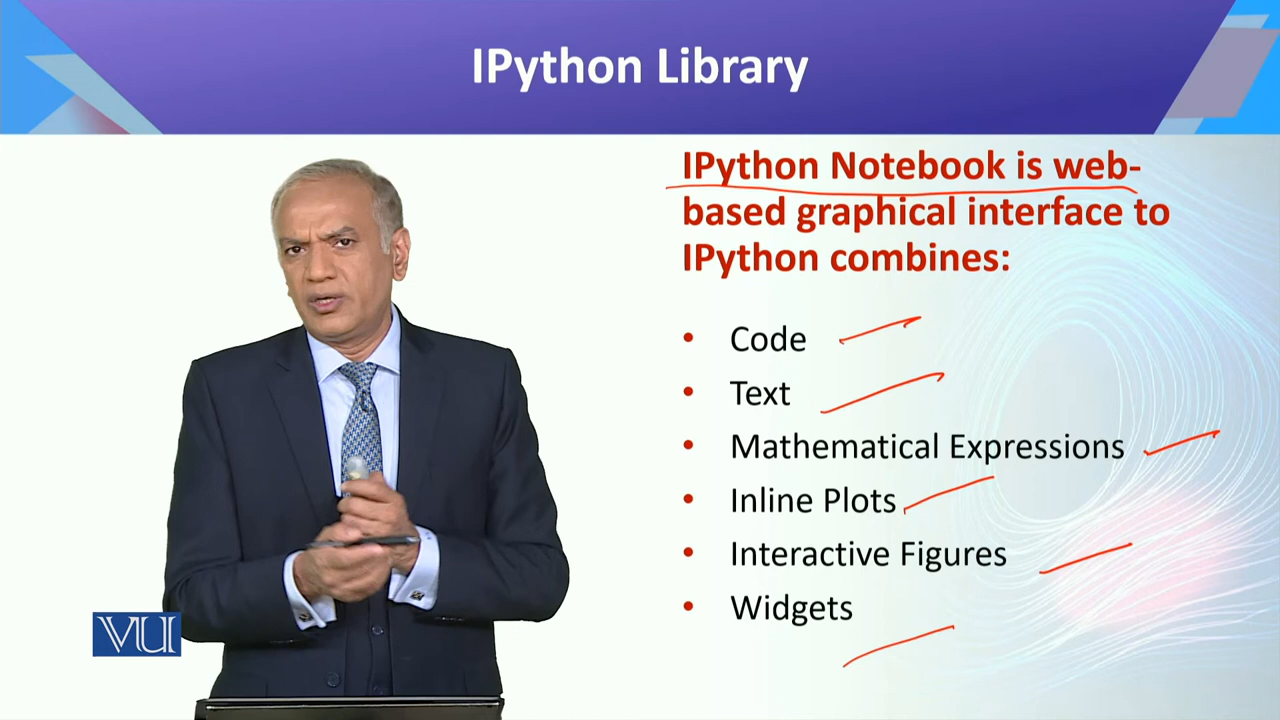 IPython Library
IPython Notebook is web-
based graphical interface to
IPython combines:
• Code
• Text
• Mathematical Expressions
• Inline Plots
• Interactive Figures
• Widgets
VU